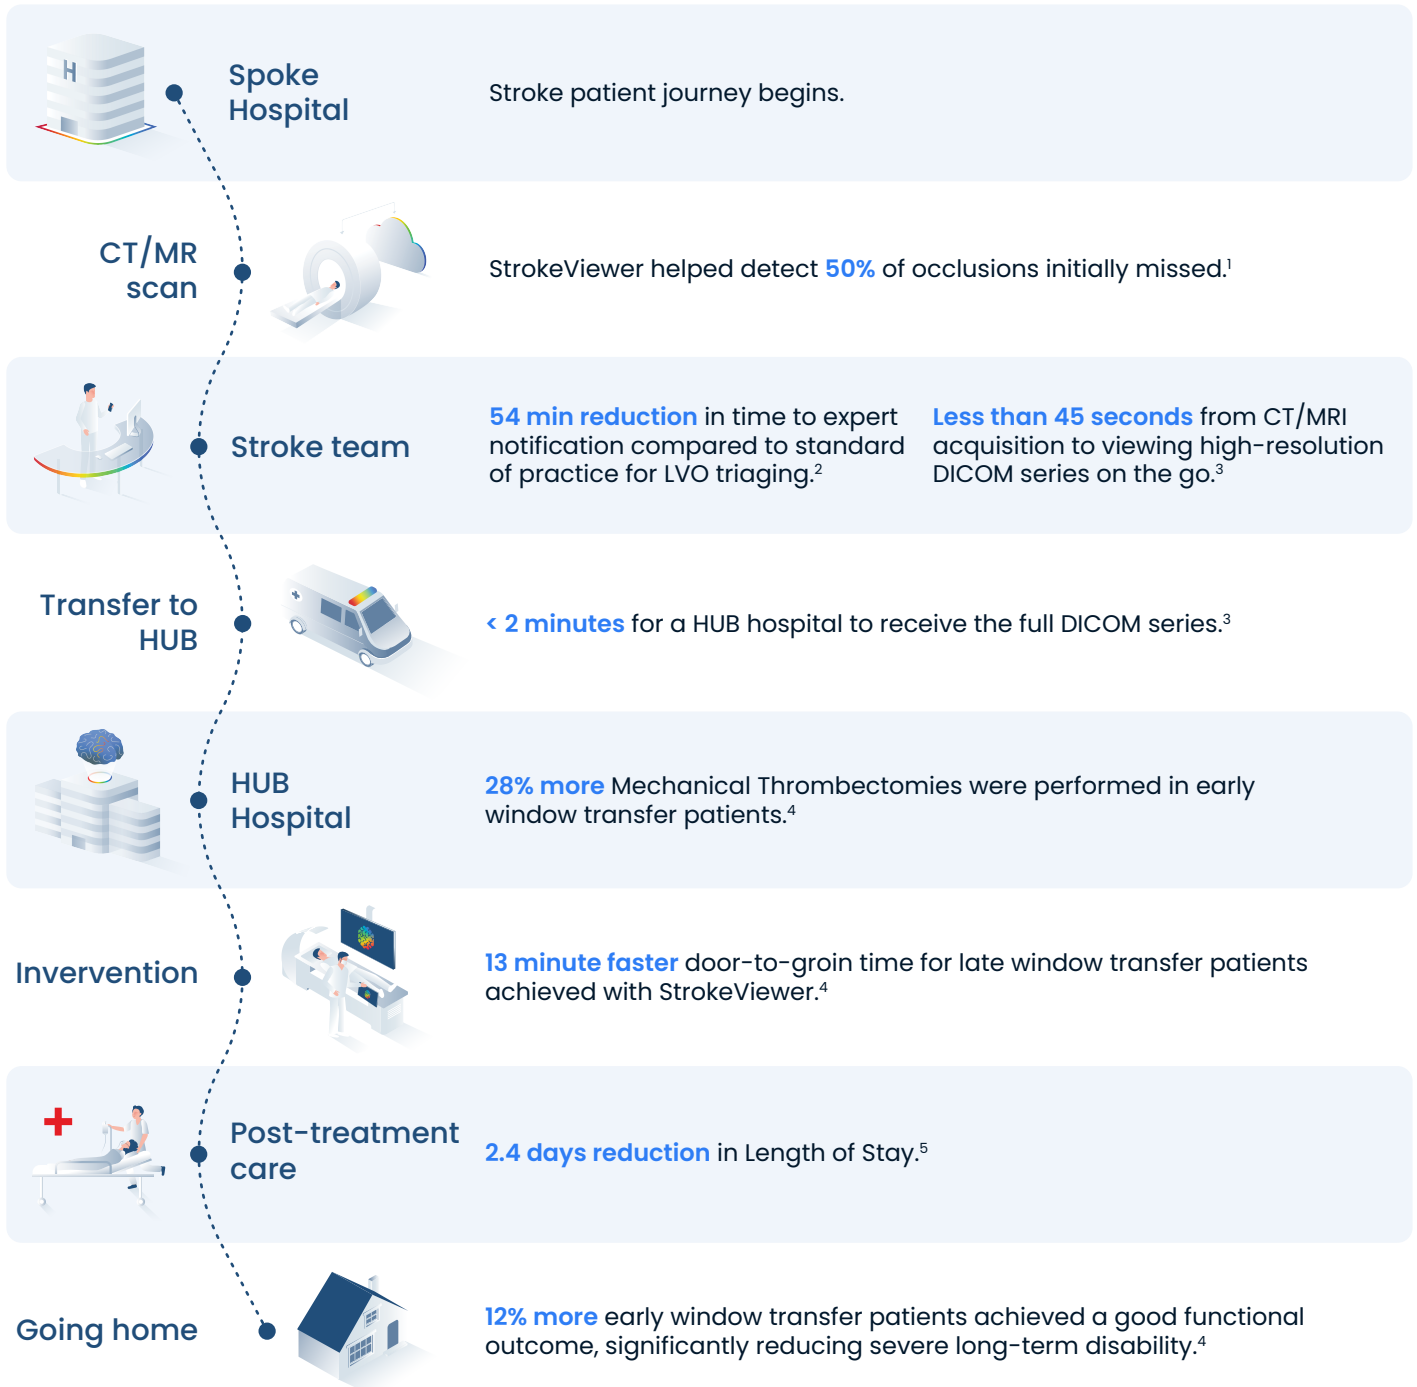 H
Spoke
Hospital
Stroke patient journey begins.
CT/MR
scan
StrokeViewer helped detect 50% of occlusions initially missed.¹
Stroke team
54 min reduction in time to expert
notification compared to standard
of practice for LVO triaging.²
Less than 45 seconds from CT/MRI
acquisition to viewing high-resolution
DICOM series on the go.³
Transfer to
HUB
< 2 minutes for a HUB hospital to receive the full DICOM series.³
HUB
Hospital
28% more Mechanical Thrombectomies were performed in early
window transfer patients.⁴
Invervention
13 minute faster door-to-groin time for late window transfer patients
achieved with StrokeViewer.⁴
Post-treatment
care
2.4 days reduction in Length of Stay.⁵
Going home
12% more early window transfer patients achieved a good functional
outcome, significantly reducing severe long-term disability.⁴